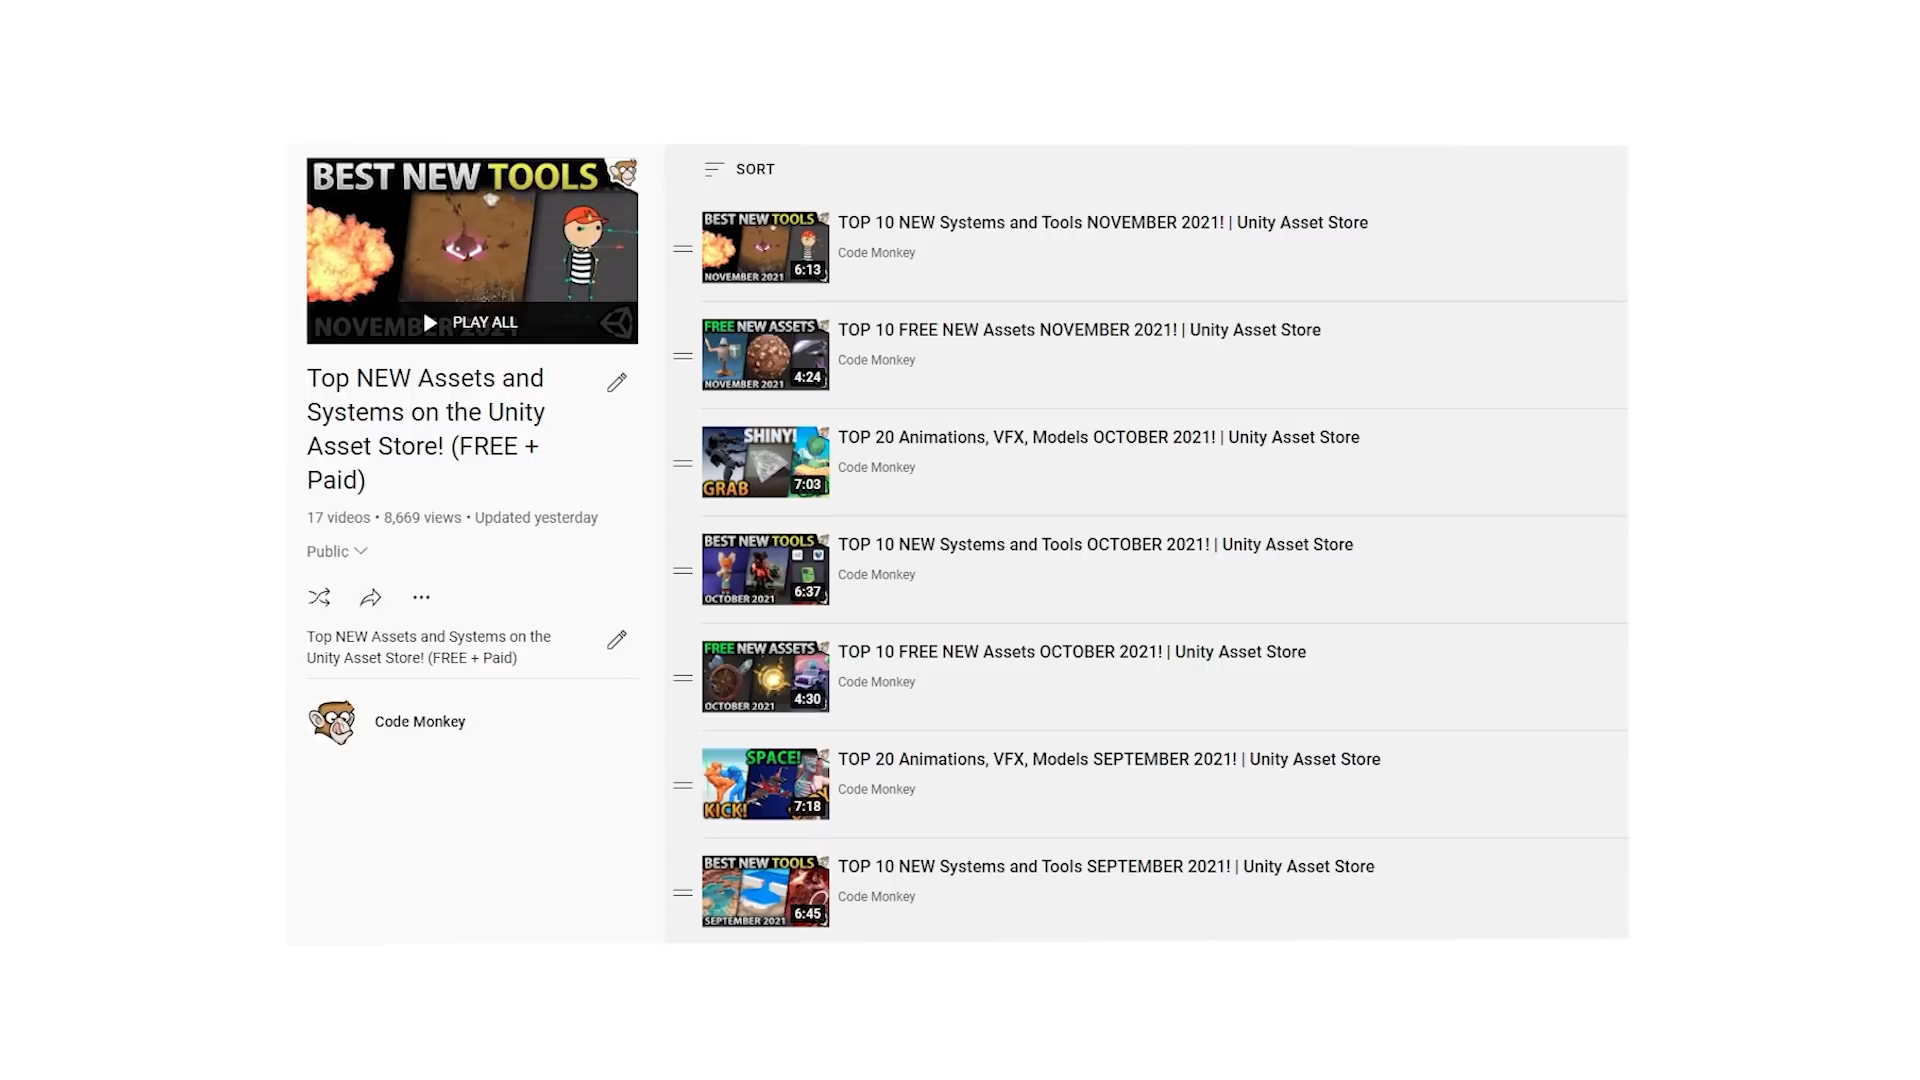 BEST NEW TOOLS
NOVEMBER 2021
PLAY ALL
Top NEW Assets and
Systems on the Unity
Asset Store! (FREE +
Paid)
17 videos • 8,669 views • Updated yesterday
Public
Top NEW Assets and Systems on the
Unity Asset Store! (FREE + Paid)
Code Monkey
SORT
BEST NEW TOOLS
NOVEMBER 2021
6:13
TOP 10 NEW Systems and Tools NOVEMBER 2021! | Unity Asset Store
Code Monkey
FREE NEW ASSETS
NOVEMBER 2021
4:24
TOP 10 FREE NEW Assets NOVEMBER 2021! | Unity Asset Store
Code Monkey
SHINY!
GRAB
7:03
TOP 20 Animations, VFX, Models OCTOBER 2021! | Unity Asset Store
Code Monkey
BEST NEW TOOLS
OCTOBER 2021
6:37
TOP 10 NEW Systems and Tools OCTOBER 2021! | Unity Asset Store
Code Monkey
FREE NEW ASSETS
OCTOBER 2021
4:30
TOP 10 FREE NEW Assets OCTOBER 2021! | Unity Asset Store
Code Monkey
SPACE!
KICK!
7:18
TOP 20 Animations, VFX, Models SEPTEMBER 2021! | Unity Asset Store
Code Monkey
BEST NEW TOOLS
SEPTEMBER 2021
6:45
TOP 10 NEW Systems and Tools SEPTEMBER 2021! | Unity Asset Store
Code Monkey